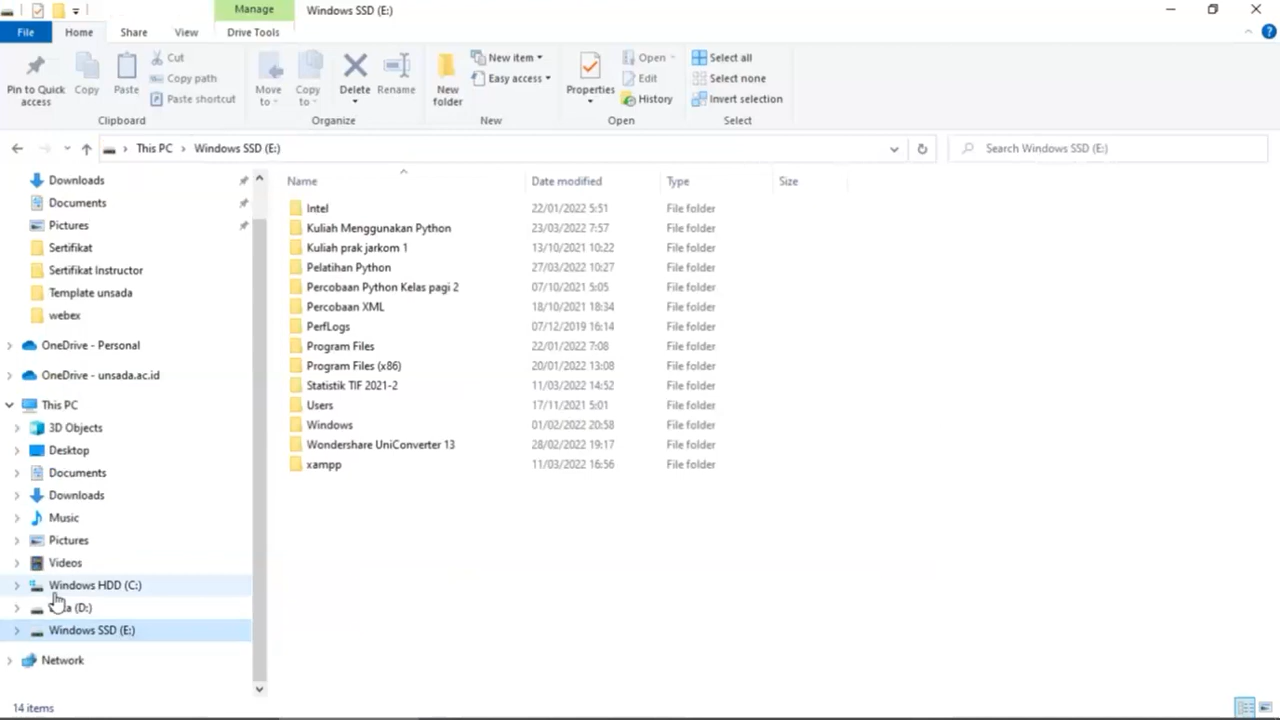 Manage Windows SSD (E:)
File Home Share View Drive Tools
Cut
Copy path
Paste shortcut
Pin to Quick access
Copy
Paste
Clipboard
Move to
Copy to
Delete
Rename
Organize
New folder
New item
Easy access
New
Properties
Open
Edit
History
Open
Select all
Select none
Invert selection
Select
This PC > Windows SSD (E:)
Search Windows SSD (E:)
Downloads
Documents
Pictures
Sertifikat
Sertifikat Instructor
Template unsada
webex
OneDrive - Personal
OneDrive - unsada.ac.id
This PC
3D Objects
Desktop
Documents
Downloads
Music
Pictures
Videos
Windows HDD (C:)
(D:)
Windows SSD (E:)
Network
Name Date modified Type Size
Intel 22/01/2022 5:51 File folder
Kuliah Menggunakan Python 23/03/2022 7:57 File folder
Kuliah prak jarkom 1 13/10/2021 10:22 File folder
Pelatihan Python 27/03/2022 10:27 File folder
Percobaan Python Kelas pagi 2 07/10/2021 5:05 File folder
Percobaan XML 18/10/2021 18:34 File folder
PerfLogs 07/12/2019 16:14 File folder
Program Files 22/01/2022 7:08 File folder
Program Files (x86) 20/01/2022 13:08 File folder
Statistik TIF 2021-2 11/03/2022 14:52 File folder
Users 17/11/2021 5:01 File folder
Windows 01/02/2022 20:58 File folder
Wondershare UniConverter 13 28/02/2022 19:17 File folder
xampp 11/03/2022 16:56 File folder
14 items